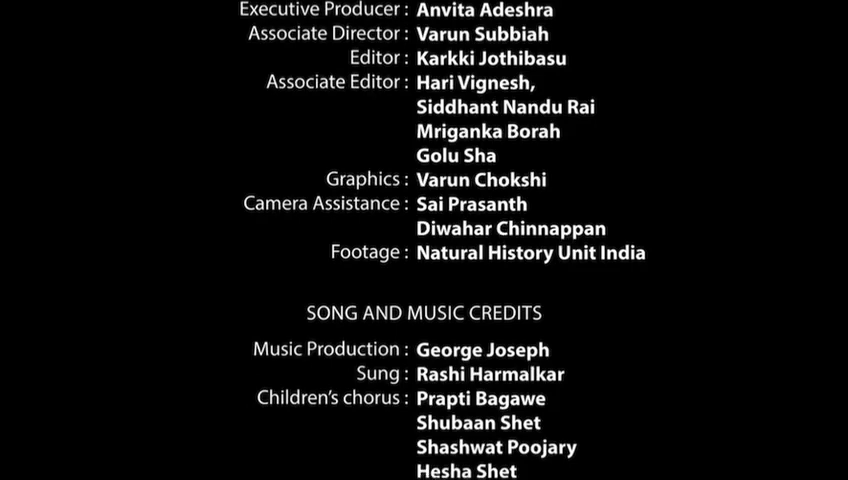 Executive Producer : Anvita Adeshra
Associate Director : Varun Subbiah
Editor : Karkki Jothibasu
Associate Editor : Hari Vignesh,
Siddhant Nandu Rai
Mriganka Borah
Golu Sha
Graphics : Varun Chokshi
Camera Assistance : Sai Prasanth
Diwahar Chinnappan
Footage : Natural History Unit India
SONG AND MUSIC CREDITS
Music Production : George Joseph
Sung : Rashi Harmalkar
Children's chorus : Prapti Bagawe
Shubaan Shet
Shashwat Poojary
Hesha Shet